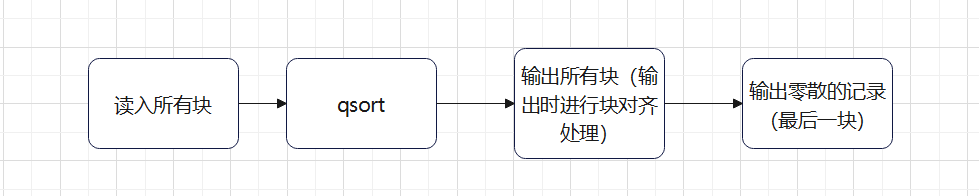 读入所有块
qsort
输出所有块（输
出时进行块对齐
处理）
输出零散的记录
（最后一块）